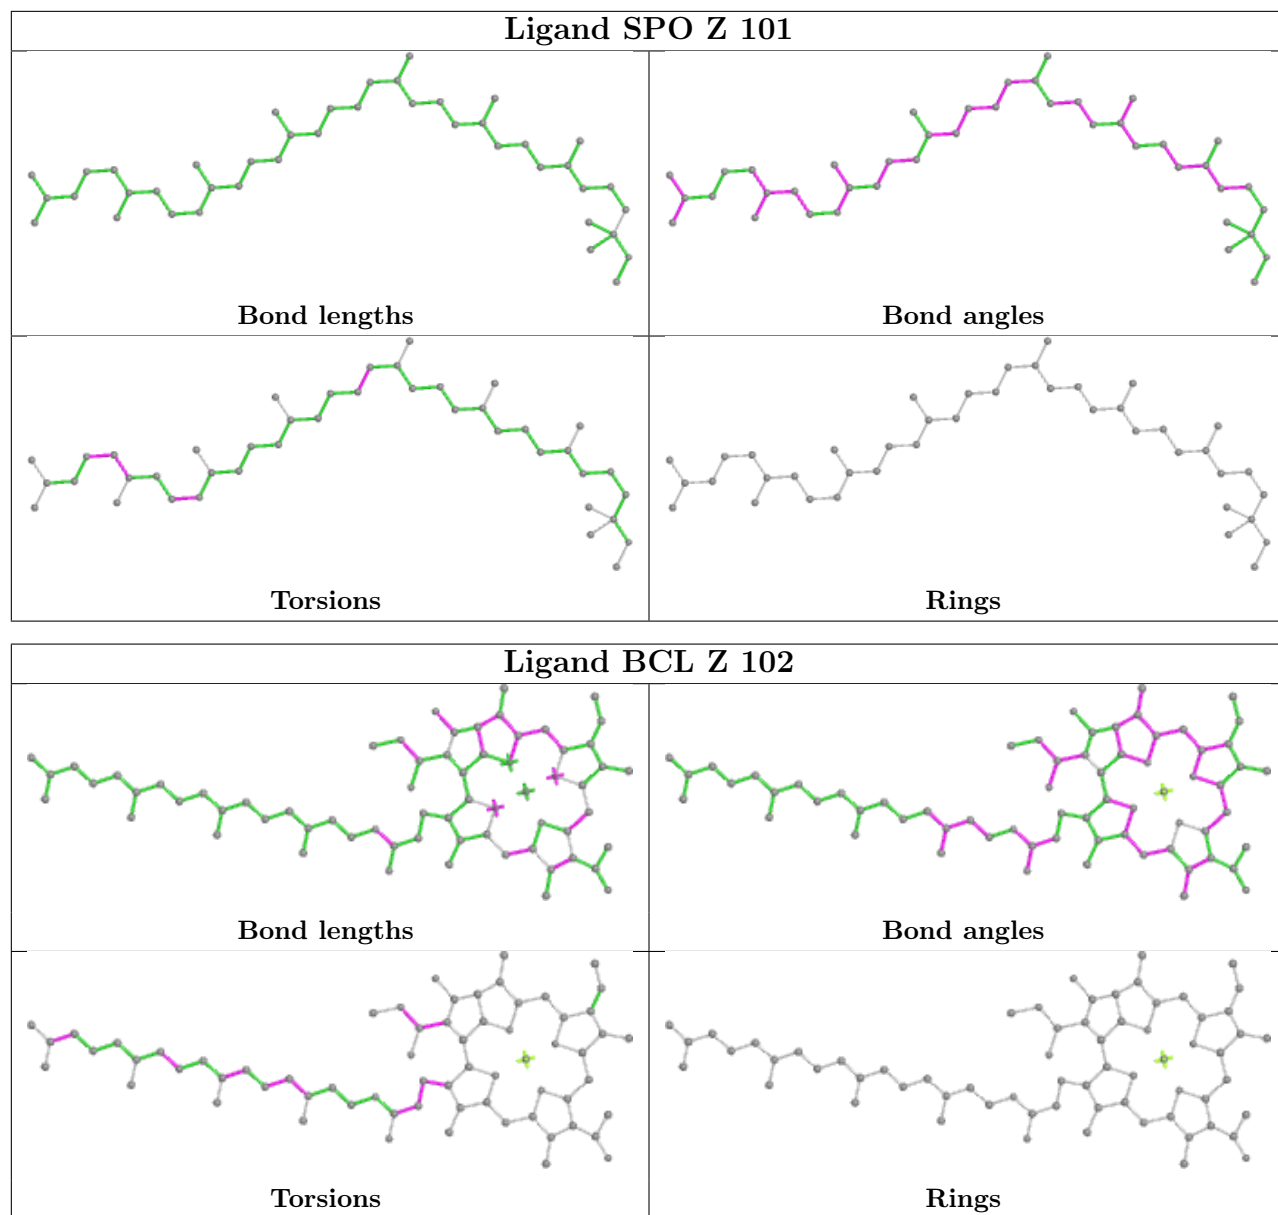 Ligand SPO Z 101
Bond lengths
Bond angles
Torsions
Rings
Ligand BCL Z 102
Bond lengths
Bond angles
Torsions
Rings